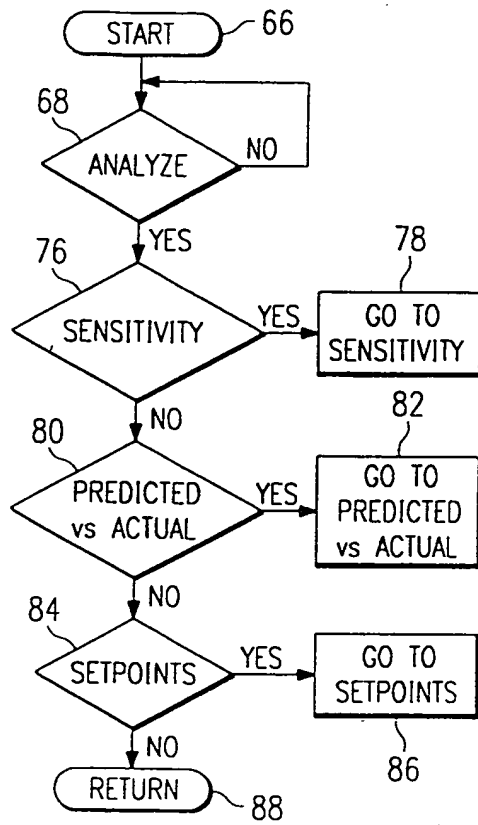 START
66
68
ANALYZE
NO
YES
76
SENSITIVITY
YES
78
GO TO
SENSITIVITY
NO
80
PREDICTED
vs ACTUAL
YES
82
GO TO
PREDICTED
vs ACTUAL
NO
84
SETPOINTS
YES
GO TO
SETPOINTS
86
NO
RETURN
88